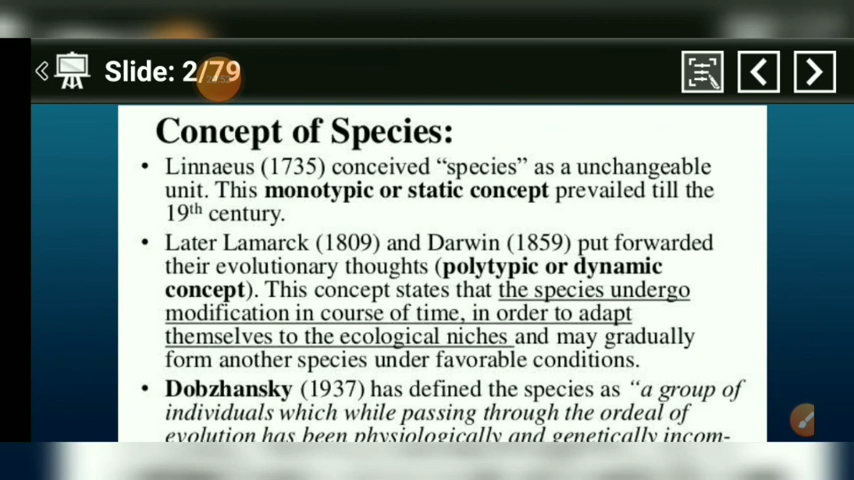 Slide: 2/79
Concept of Species:
• Linnaeus (1735) conceived “species” as a unchangeable
unit. This monotypic or static concept prevailed till the
19th century.
• Later Lamarck (1809) and Darwin (1859) put forwarded
their evolutionary thoughts (polytypic or dynamic
concept). This concept states that the species undergo
modification in course of time, in order to adapt
themselves to the ecological niches and may gradually
form another species under favorable conditions.
• Dobzhansky (1937) has defined the species as “a group of
individuals which while passing through the ordeal of
evolution has been physiologically and genetically incom-